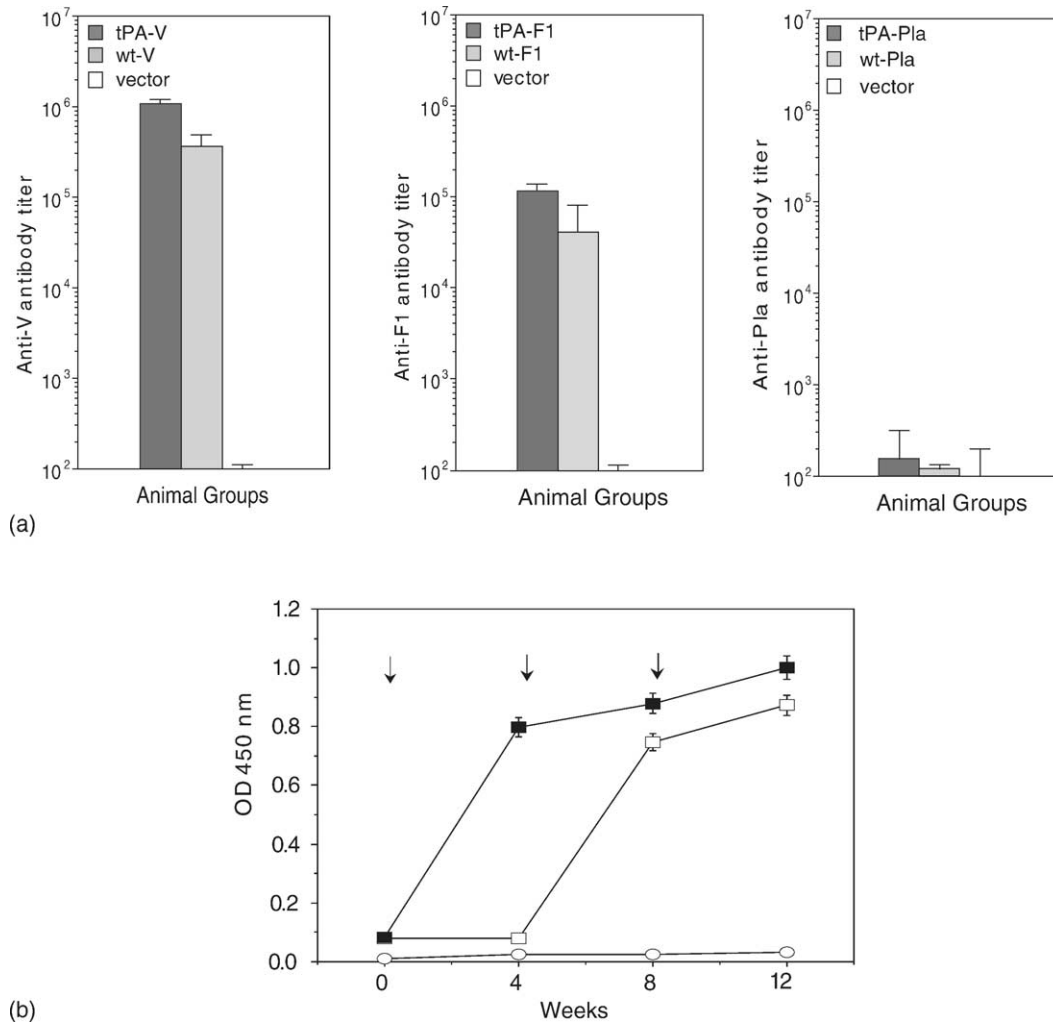 10^7
10^6
10^5
10^4
10^3
10^2
Anti-V antibody titer
tPA-V
wt-V
vector
Animal Groups
10^7
10^6
10^5
10^4
10^3
10^2
Anti-F1 antibody titer
tPA-F1
wt-F1
vector
Animal Groups
10^7
10^6
10^5
10^4
10^3
10^2
Anti-Pla antibody titer
tPA-Pla
wt-Pla
vector
Animal Groups
(a)
1.2
1.0
0.8
0.6
0.4
0.2
0.0
OD 450 nm
0 4 8 12
Weeks
(b)